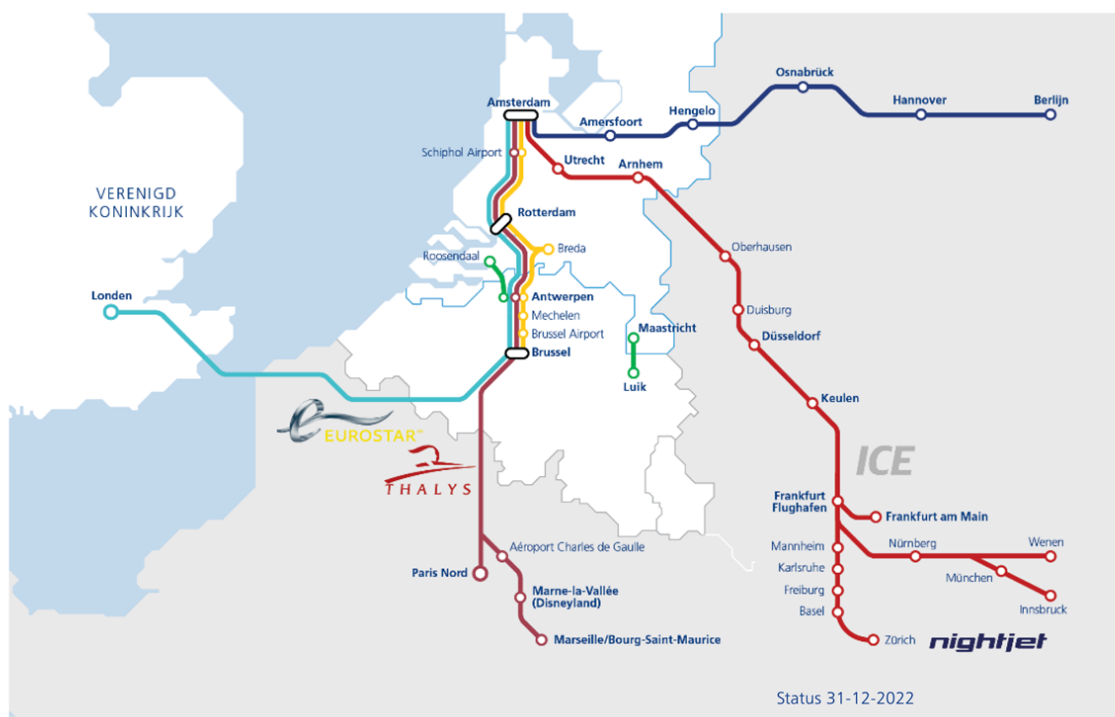 Osnabrück
Amsterdam
Hengelo
Hannover
Berlijn
Amersfoort
Schiphol Airport
Utrecht
Arnhem
VERENIGD
KONINKRIJK
Rotterdam
Oberhausen
Breda
Roosendaal
Londen
Antwerpen
Duisburg
Mechelen
Maastricht
Brussel Airport
Düsseldorf
Brussel
Luik
Keulen
EUROSTAR™
THALYS
ICE
Frankfurt
Flughafen
Frankfurt am Main
Aéroport Charles de Gaulle
Mannheim
Nürnberg
Wenen
Paris Nord
Karlsruhe
München
Marne-la-Vallée
(Disneyland)
Freiburg
Innsbruck
Basel
Marseille/Bourg-Saint-Maurice
Zürich
nightjet
Status 31-12-2022